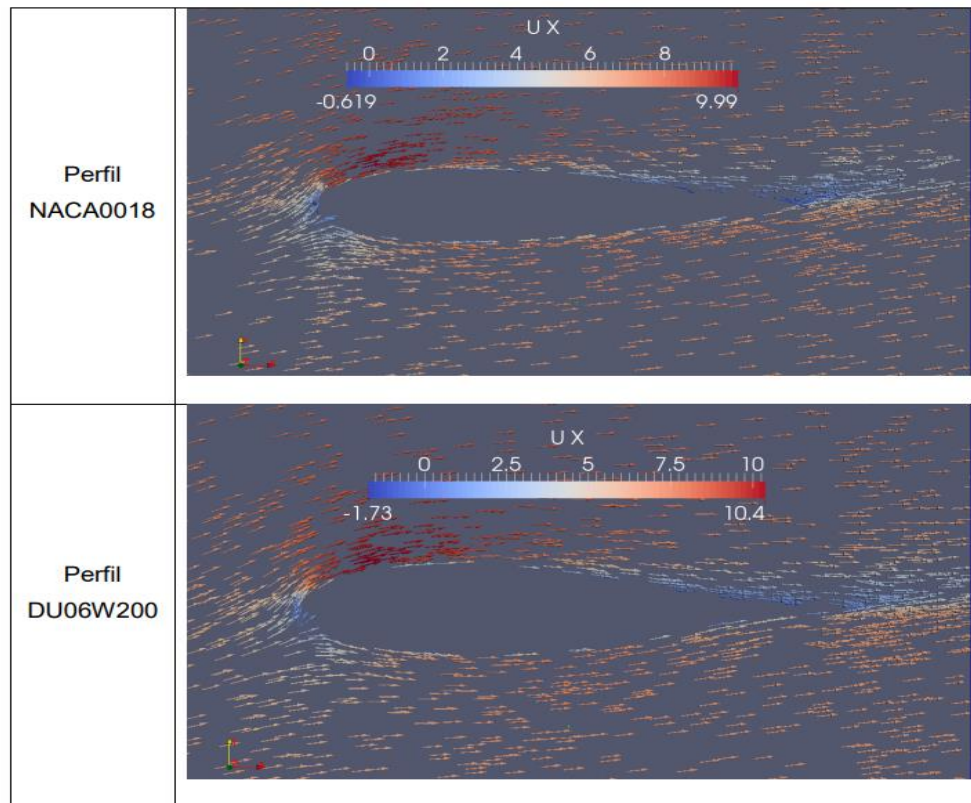 U X
0 2 4 6 8
-0.619 9.99
Perfil
NACA0018
U X
0 2.5 5 7.5 10
-1.73 10.4
Perfil
DU06W200